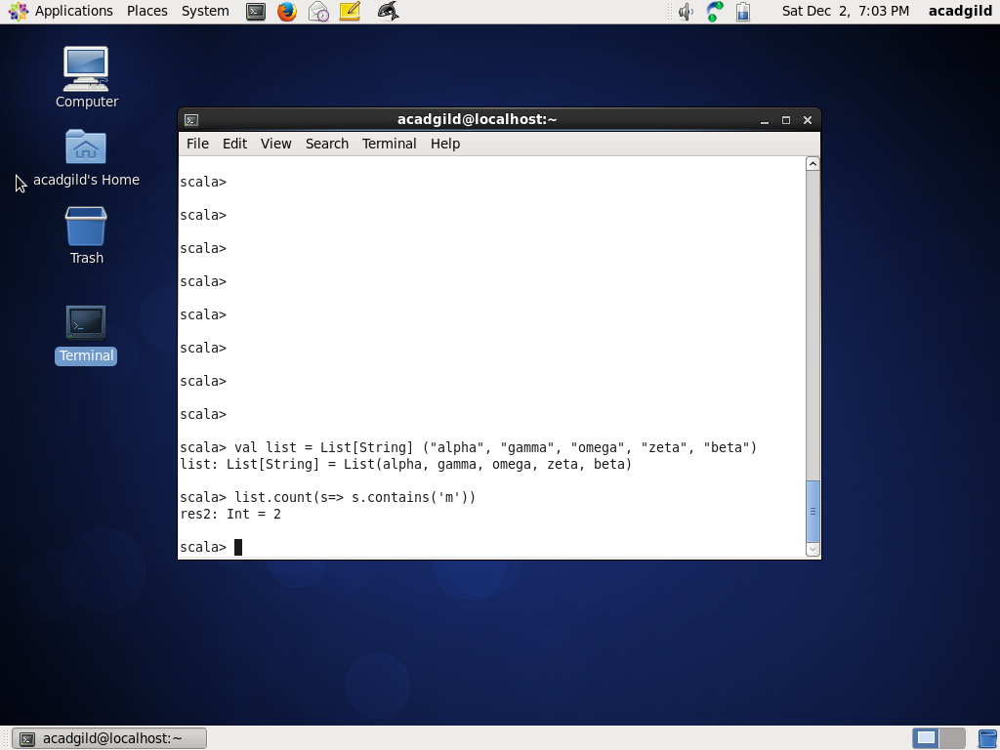 Applications Places System Sat Dec 2, 7:03 PM acadgild
Computer
acadgild's Home
Trash
Terminal
acadgild@localhost:~
File Edit View Search Terminal Help
scala>
scala>
scala>
scala>
scala>
scala>
scala>
scala>
scala> val list = List[String] ("alpha", "gamma", "omega", "zeta", "beta")
list: List[String] = List(alpha, gamma, omega, zeta, beta)
scala> list.count(s=> s.contains('m'))
res2: Int = 2
scala>
acadgild@localhost:~